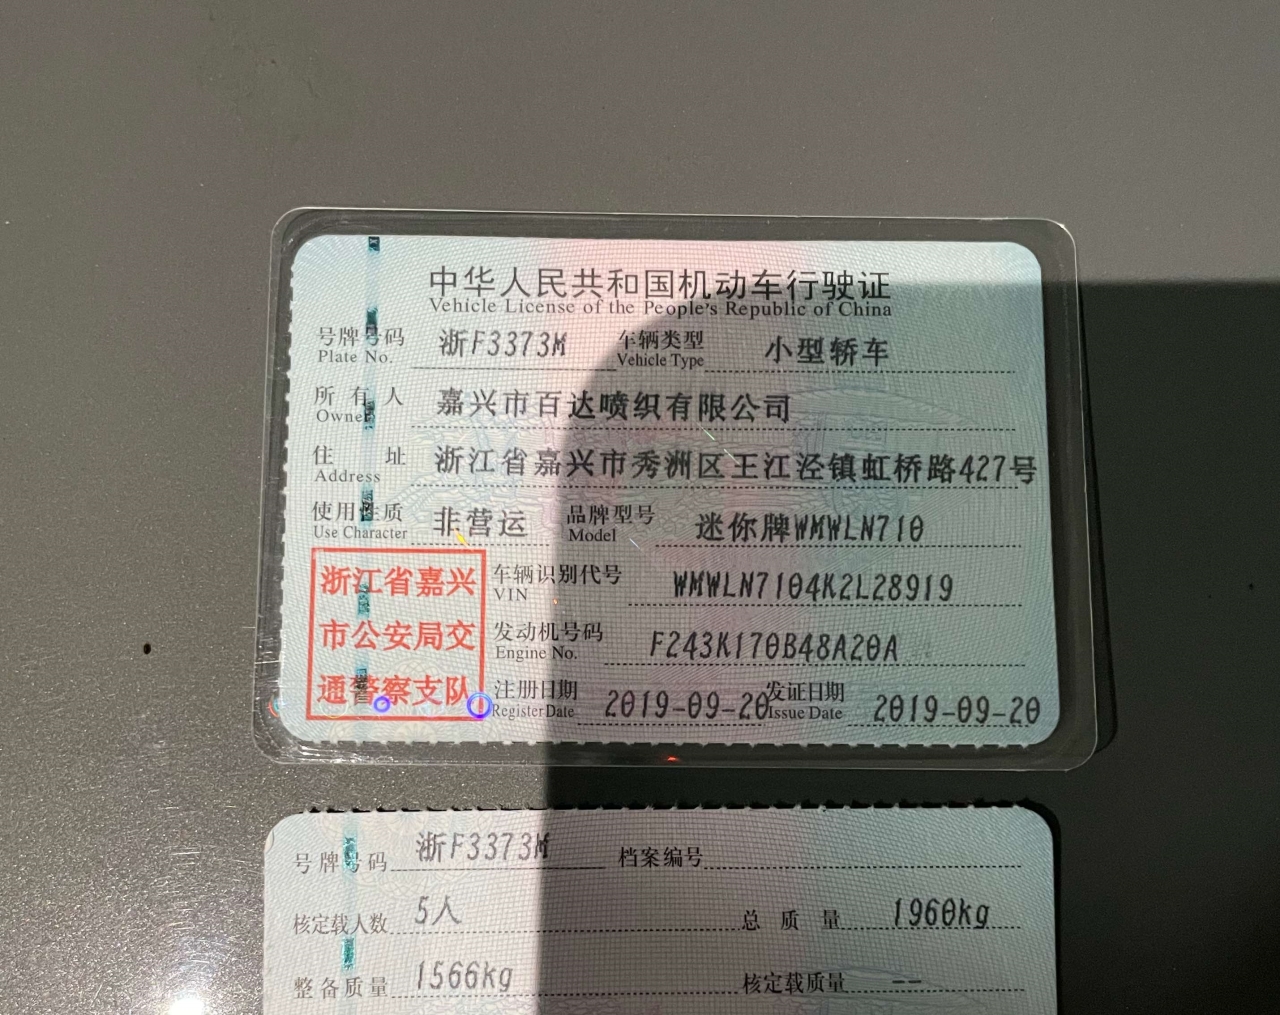 中华人民共和国机动车行驶证
Vehicle License of the People's Republic of China
号牌号码 浙F3373M 车辆类型 小型轿车
Plate No. Vehicle Type
所有人 嘉兴市百达喷织有限公司
Owner
住址 浙江省嘉兴市秀洲区王江泾镇虹桥路427号
Address
使用性质 非营运 品牌型号 迷你牌WMWLN710
Use Character Model
浙江省嘉兴
市公安局交
通警察支队
车辆识别代号 WMWLN7104K2L28919
VIN
发动机号码 F243K170B48A20A
Engine No.
注册日期 2019-09-20 发证日期 2019-09-20
Register Date Issue Date
号牌号码 浙F3373M 档案编号
核定载人数 5人 总质量 1960kg
整备质量 1566kg 核定载质量 --